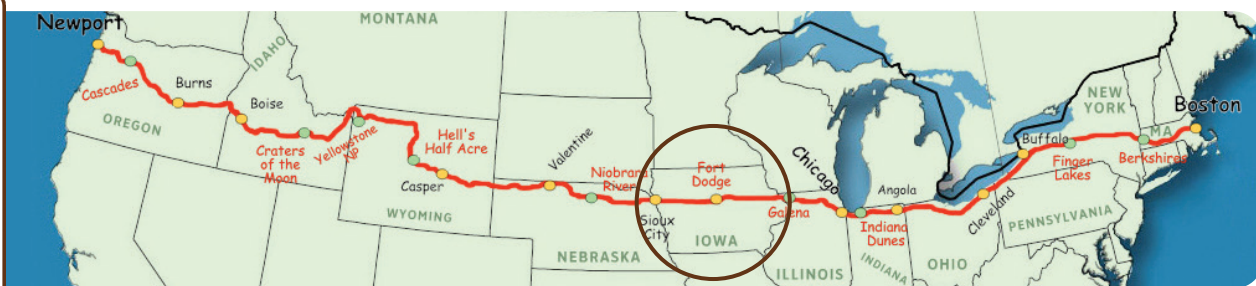 Newport
MONTANA
IDAHO
Cascades
Burns
Boise
OREGON
Craters
of the
Moon
Yellowstone
NP
Hell's
Half Acre
Casper
WYOMING
Valentine
Niobrara
River
NEBRASKA
Sioux
City
Fort
Dodge
IOWA
Galena
Chicago
ILLINOIS
Indiana
Dunes
INDIANA
Angola
OHIO
Cleveland
Buffalo
Finger
Lakes
PENNSYLVANIA
NEW
YORK
Berkshires
MA
Boston